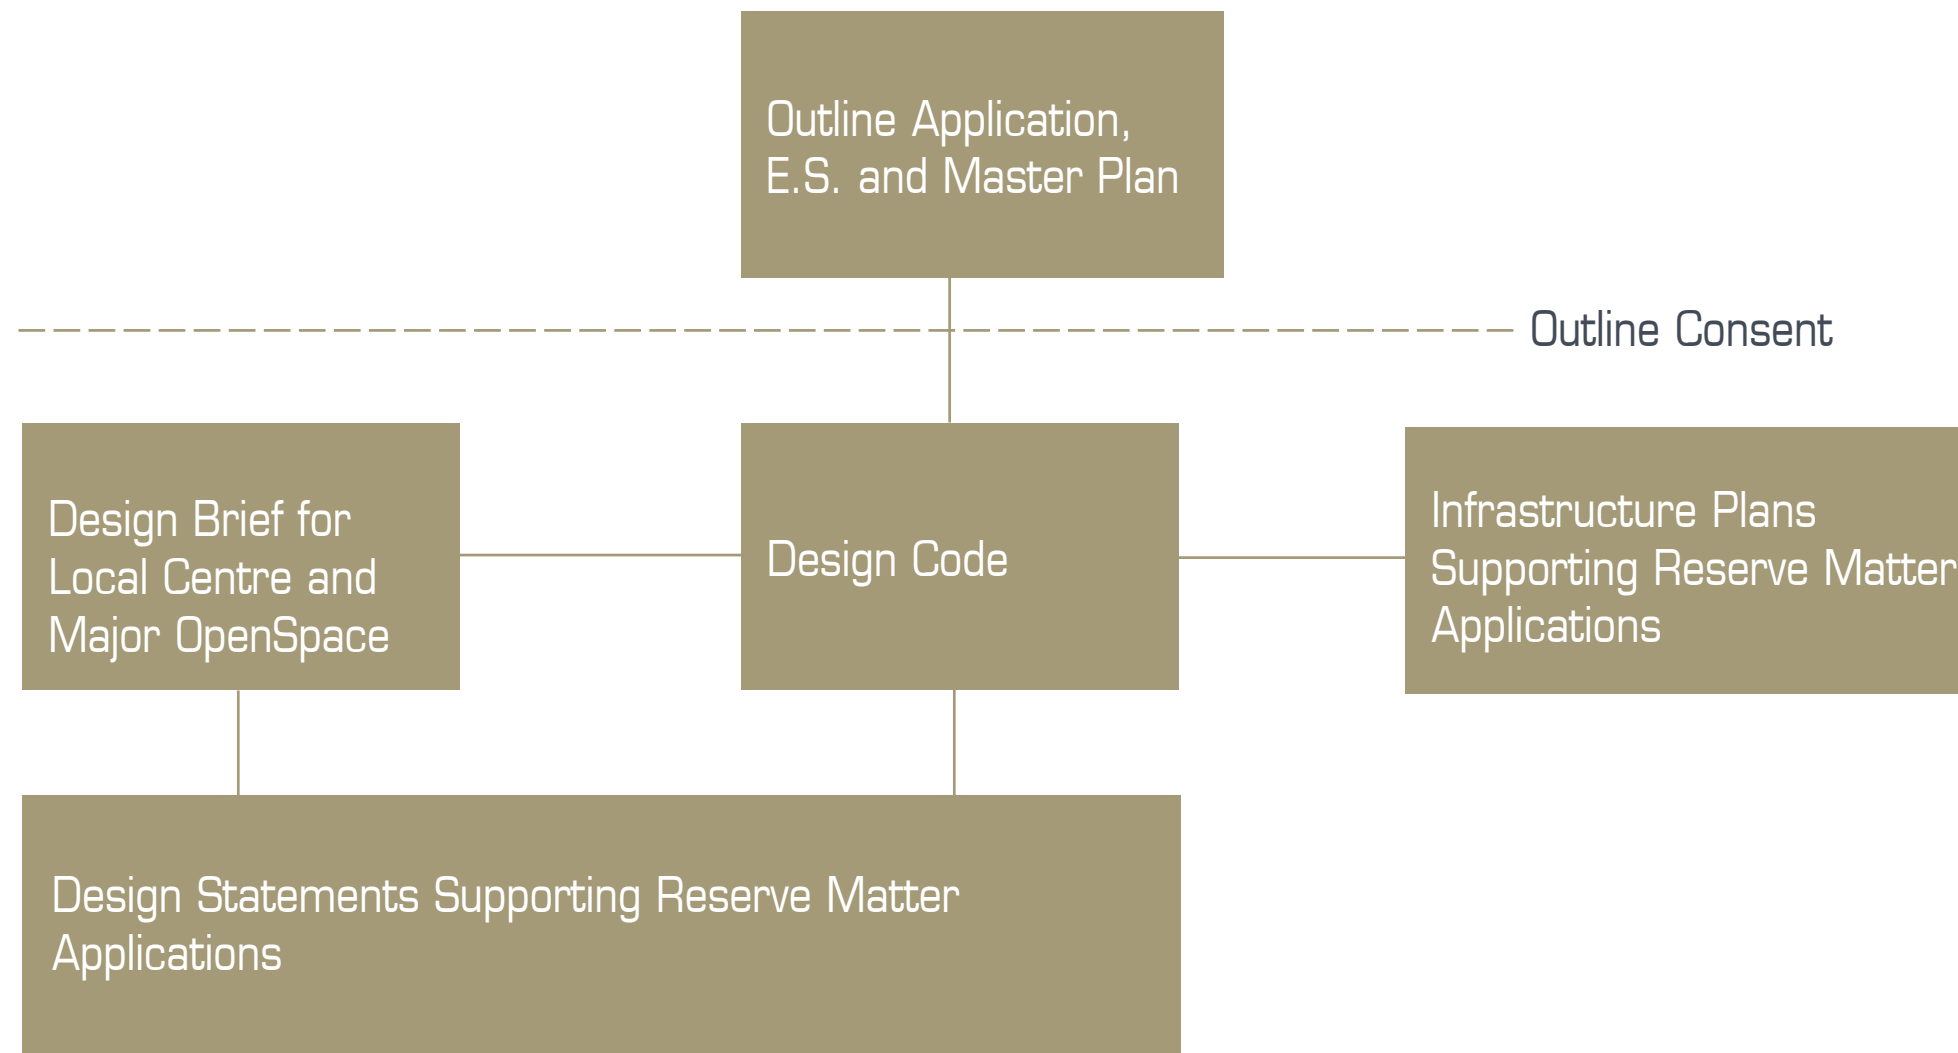 Outline Application,
E.S. and Master Plan
Outline Consent
Design Brief for
Local Centre and
Major OpenSpace
Design Code
Infrastructure Plans
Supporting Reserve Matter
Applications
Design Statements Supporting Reserve Matter
Applications